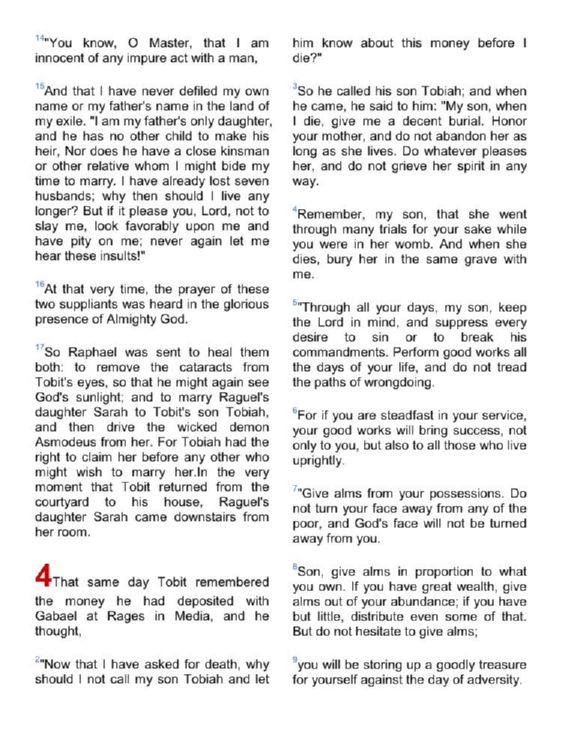 14"You know, O Master, that I am
innocent of any impure act with a man,
15And that I have never defiled my own
name or my father's name in the land of
my exile. "I am my father's only daughter,
and he has no other child to make his
heir, Nor does he have a close kinsman
or other relative whom I might bide my
time to marry. I have already lost seven
husbands; why then should I live any
longer? But if it please you, Lord, not to
slay me, look favorably upon me and
have pity on me; never again let me
hear these insults!"
16At that very time, the prayer of these
two suppliants was heard in the glorious
presence of Almighty God.
17So Raphael was sent to heal them
both: to remove the cataracts from
Tobit's eyes, so that he might again see
God's sunlight; and to marry Raguel's
daughter Sarah to Tobit's son Tobiah,
and then drive the wicked demon
Asmodeus from her. For Tobiah had the
right to claim her before any other who
might wish to marry her.In the very
moment that Tobit returned from the
courtyard to his house, Raguel's
daughter Sarah came downstairs from
her room.
4That same day Tobit remembered
the money he had deposited with
Gabael at Rages in Media, and he
thought,
2"Now that I have asked for death, why
should I not call my son Tobiah and let
him know about this money before I
die?"
3So he called his son Tobiah; and when
he came, he said to him: "My son, when
I die, give me a decent burial. Honor
your mother, and do not abandon her as
long as she lives. Do whatever pleases
her, and do not grieve her spirit in any
way.
4Remember, my son, that she went
through many trials for your sake while
you were in her womb. And when she
dies, bury her in the same grave with
me.
5"Through all your days, my son, keep
the Lord in mind, and suppress every
desire to sin or to break his
commandments. Perform good works all
the days of your life, and do not tread
the paths of wrongdoing.
6For if you are steadfast in your service,
your good works will bring success, not
only to you, but also to all those who live
uprightly.
7"Give alms from your possessions. Do
not turn your face away from any of the
poor, and God's face will not be turned
away from you.
8Son, give alms in proportion to what
you own. If you have great wealth, give
alms out of your abundance; if you have
but little, distribute even some of that.
But do not hesitate to give alms;
9you will be storing up a goodly treasure
for yourself against the day of adversity.